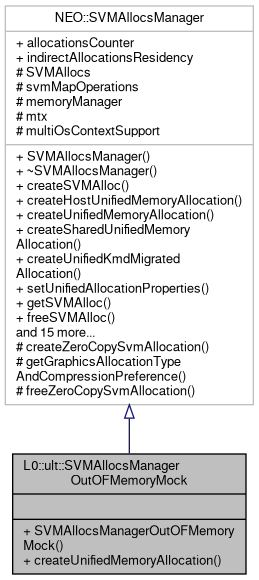 NEO::SVMAllocsManager
+ allocationsCounter
+ indirectAllocationsResidency
# SVMAllocs
# svmMapOperations
# memoryManager
# mtx
# multiOsContextSupport
+ SVMAllocsManager()
+ ~SVMAllocsManager()
+ createSVMAlloc()
+ createHostUnifiedMemoryAllocation()
+ createUnifiedMemoryAllocation()
+ createSharedUnifiedMemory
Allocation()
+ createUnifiedKmdMigrated
Allocation()
+ setUnifiedAllocationProperties()
+ getSVMAlloc()
+ freeSVMAlloc()
and 15 more...
# createZeroCopySvmAllocation()
# getGraphicsAllocationType
AndCompressionPreference()
# freeZeroCopySvmAllocation()
L0::ult::SVMAllocsManager
OutOFMemoryMock
+ SVMAllocsManagerOutOFMemory
Mock()
+ createUnifiedMemoryAllocation()